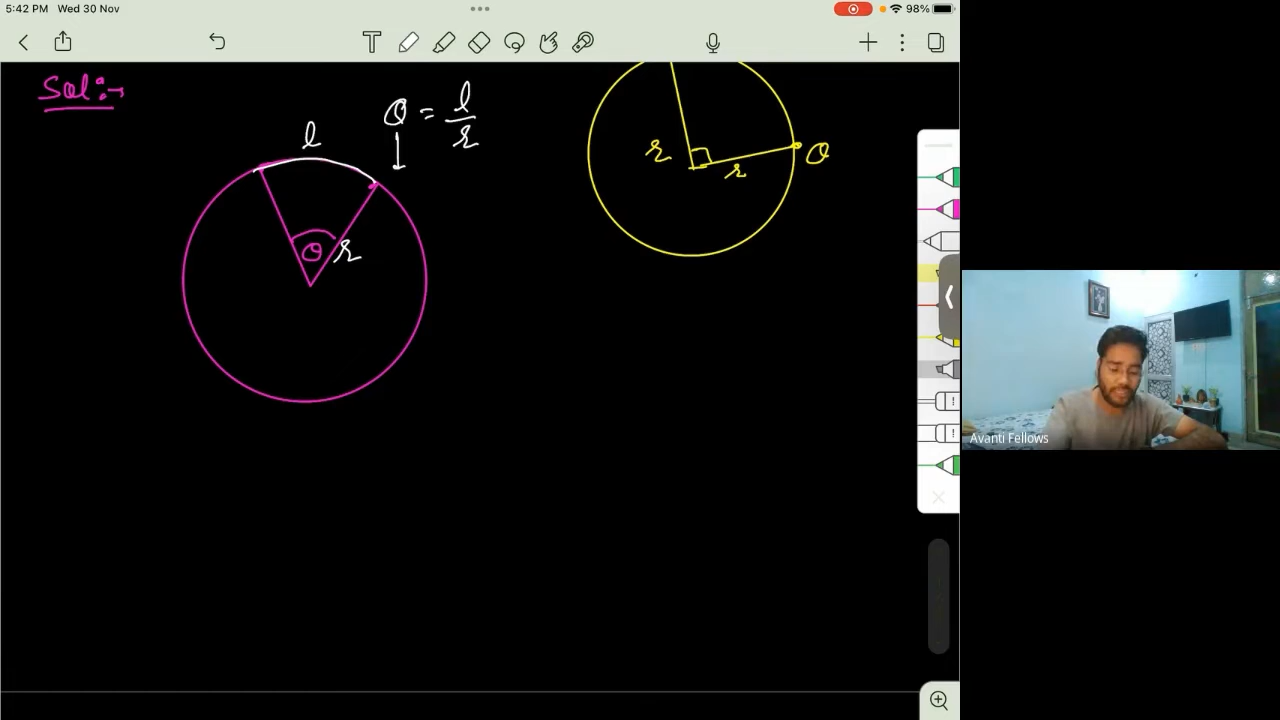 5:42 PM Wed 30 Nov
98%
T
Sol:→
θ = l/r
l
r
r
θ
θ
r
Avanti Fellows